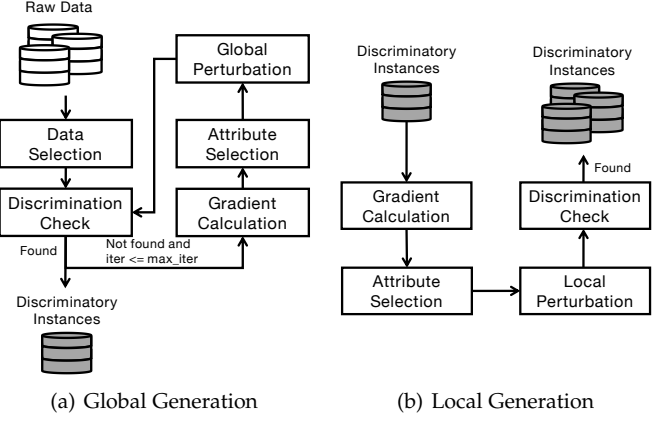 Raw Data
Data
Selection
Discrimination
Check
Found
Not found and
iter <= max_iter
Discriminatory
Instances
Global
Perturbation
Attribute
Selection
Gradient
Calculation
(a) Global Generation
Discriminatory
Instances
Gradient
Calculation
Attribute
Selection
Local
Perturbation
Discrimination
Check
Found
Discriminatory
Instances
(b) Local Generation